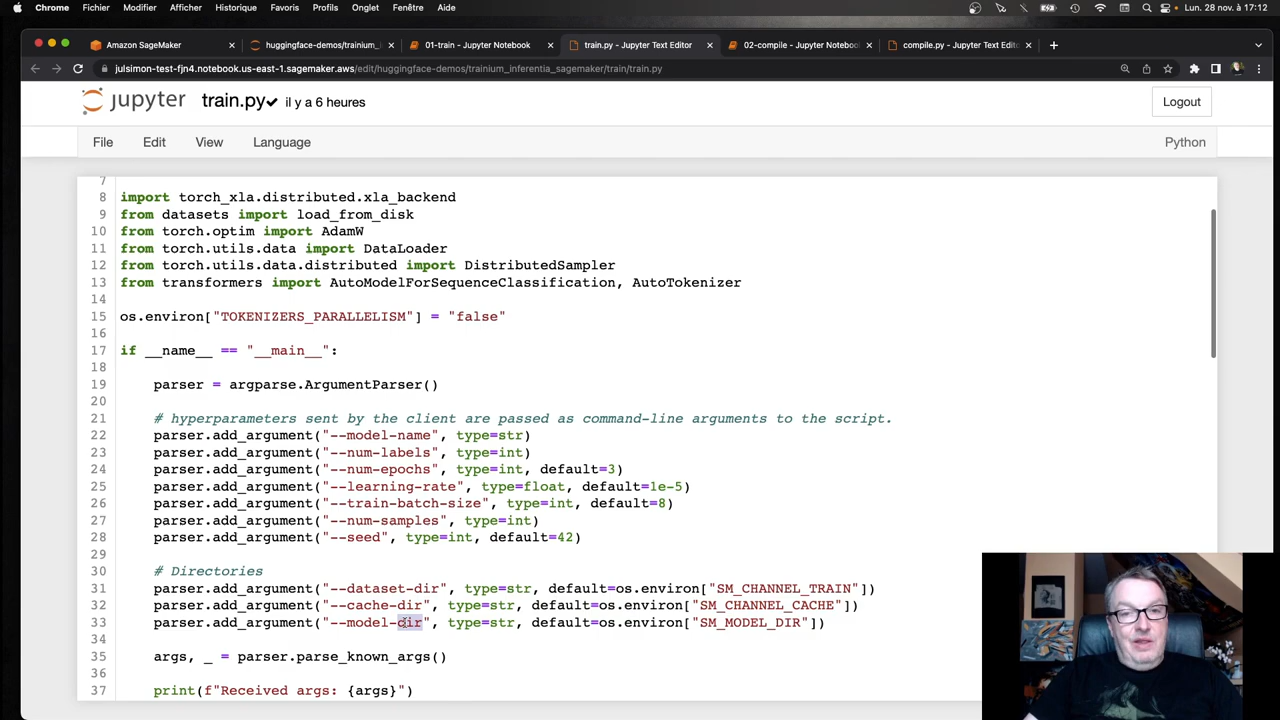 Chrome Fichier Modifier Afficher Historique Favoris Profils Onglet Fenêtre Aide Lun. 28 nov. à 17:12
Amazon SageMaker huggingface-demos/trainium_i 01-train - Jupyter Notebook train.py - Jupyter Text Editor 02-compile - Jupyter Notebook compile.py - Jupyter Text Editor
julsimon-test-fjn4.notebook.us-east-1.sagemaker.aws/edit/huggingface-demos/trainium_inferentia_sagemaker/train/train.py
jupyter train.py il y a 6 heures Logout
File Edit View Language Python
7
8 import torch_xla.distributed.xla_backend
9 from datasets import load_from_disk
10 from torch.optim import AdamW
11 from torch.utils.data import DataLoader
12 from torch.utils.data.distributed import DistributedSampler
13 from transformers import AutoModelForSequenceClassification, AutoTokenizer
14
15 os.environ["TOKENIZERS_PARALLELISM"] = "false"
16
17 if __name__ == "__main__":
18
19 parser = argparse.ArgumentParser()
20
21 # hyperparameters sent by the client are passed as command-line arguments to the script.
22 parser.add_argument("--model-name", type=str)
23 parser.add_argument("--num-labels", type=int)
24 parser.add_argument("--num-epochs", type=int, default=3)
25 parser.add_argument("--learning-rate", type=float, default=1e-5)
26 parser.add_argument("--train-batch-size", type=int, default=8)
27 parser.add_argument("--num-samples", type=int)
28 parser.add_argument("--seed", type=int, default=42)
29
30 # Directories
31 parser.add_argument("--dataset-dir", type=str, default=os.environ["SM_CHANNEL_TRAIN"])
32 parser.add_argument("--cache-dir", type=str, default=os.environ["SM_CHANNEL_CACHE"])
33 parser.add_argument("--model-dir", type=str, default=os.environ["SM_MODEL_DIR"])
34
35 args, _ = parser.parse_known_args()
36
37 print(f"Received args: {args}")